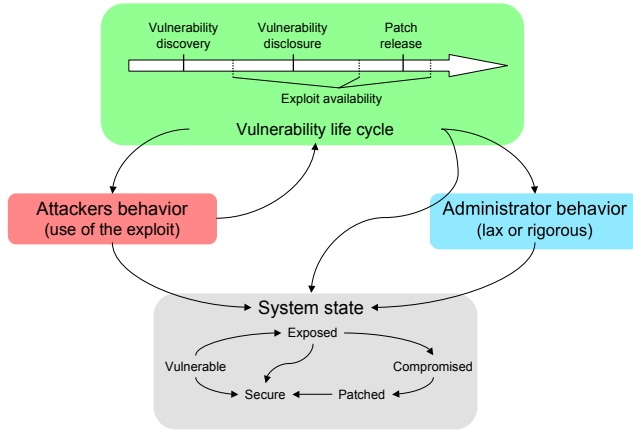 Vulnerability
discovery
Vulnerability
disclosure
Patch
release
Exploit availability
Vulnerability life cycle
Attackers behavior
(use of the exploit)
Administrator behavior
(lax or rigorous)
System state
Exposed
Vulnerable
Compromised
Secure
Patched